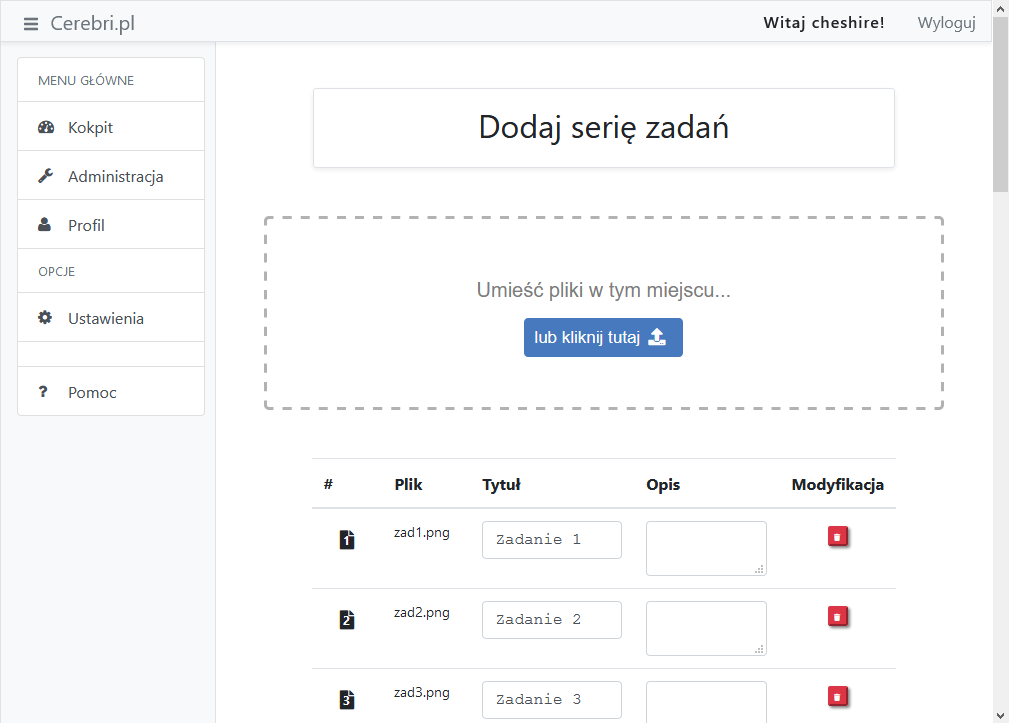 Cerebri.pl
Witaj cheshire! Wyloguj
MENU GŁÓWNE
Kokpit
Administracja
Profil
OPCJE
Ustawienia
? Pomoc
Dodaj serię zadań
Umieść pliki w tym miejscu...
lub kliknij tutaj
# Plik Tytuł Opis Modyfikacja
1 zad1.png Zadanie 1
2 zad2.png Zadanie 2
3 zad3.png Zadanie 3